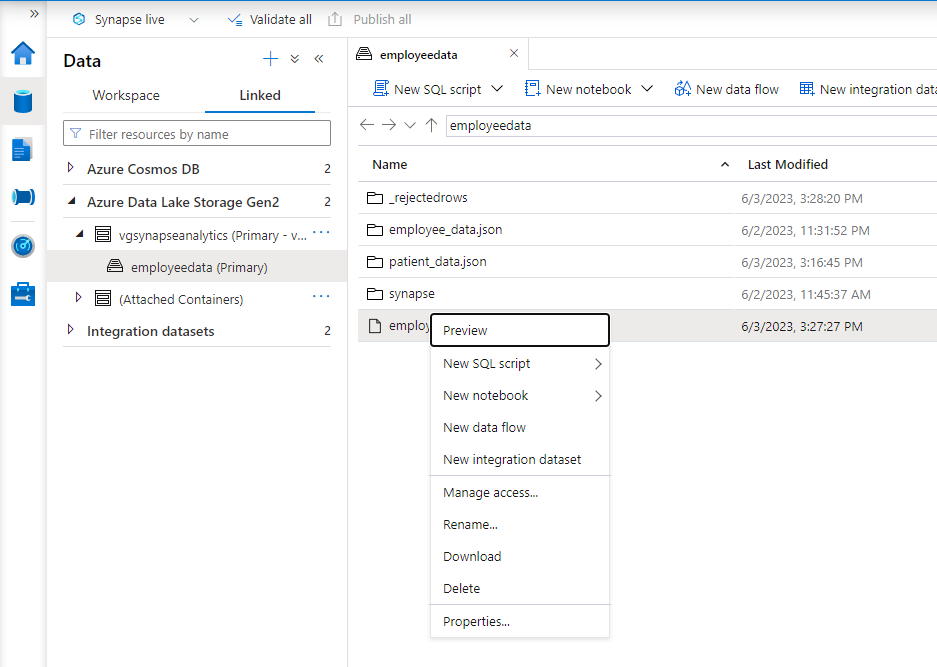 Synapse live
Validate all
Publish all
Data
Workspace
Linked
Filter resources by name
Azure Cosmos DB 2
Azure Data Lake Storage Gen2 2
vgsynapseanalytics (Primary - v...
employeedata (Primary)
(Attached Containers)
Integration datasets 2
employeedata
New SQL script
New notebook
New data flow
New integration data
employeedata
Name Last Modified
_rejectedrows 6/3/2023, 3:28:20 PM
employee_data.json 6/2/2023, 11:31:52 PM
patient_data.json 6/3/2023, 3:16:45 PM
synapse 6/2/2023, 11:45:37 AM
employ 6/3/2023, 3:27:27 PM
Preview
New SQL script
New notebook
New data flow
New integration dataset
Manage access...
Rename...
Download
Delete
Properties...